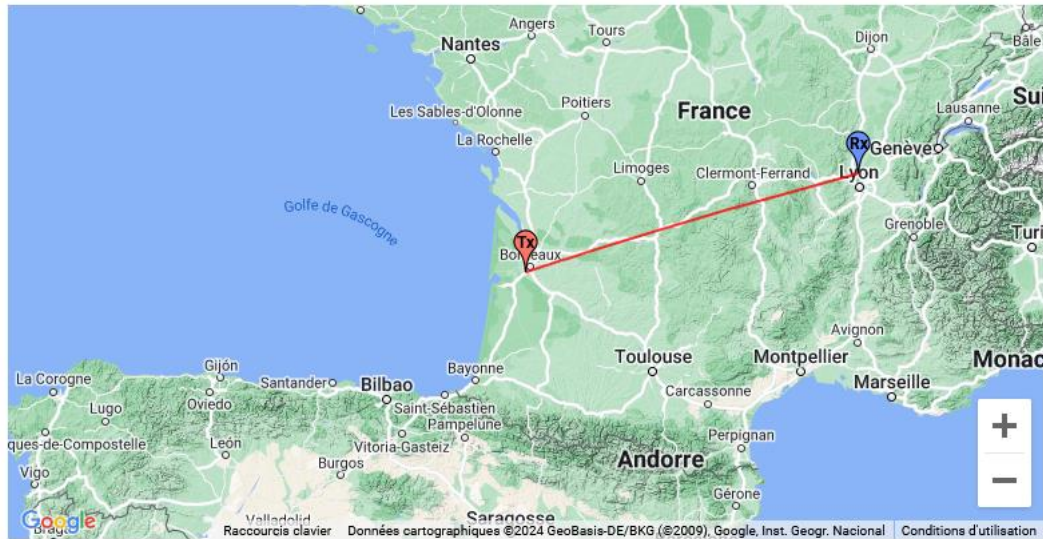 Angers
Tours
Dijon
Bâle
Nantes
Les Sables-d'Olonne
Poitiers
France
Lausanne
Sui
La Rochelle
Rx
Genève
Limoges
Clermont-Ferrand
Lyon
Golfe de Gascogne
Grenoble
Turi
Tx
Bordeaux
Avignon
Toulouse
Montpellier
Monac
La Corogne
Gijón
Santander
Bilbao
Bayonne
Marseille
Oviedo
Saint-Sébastien
Carcassonne
Lugo
Pampelune
ques-de-Compostelle
León
Vitoria-Gasteiz
Perpignan
+
Burgos
Andorre
Vigo
Gérone
−
Google
Valladolid
Saragosse
Raccourcis clavier Données cartographiques ©2024 GeoBasis-DE/BKG (©2009), Google, Inst. Geogr. Nacional Conditions d'utilisation